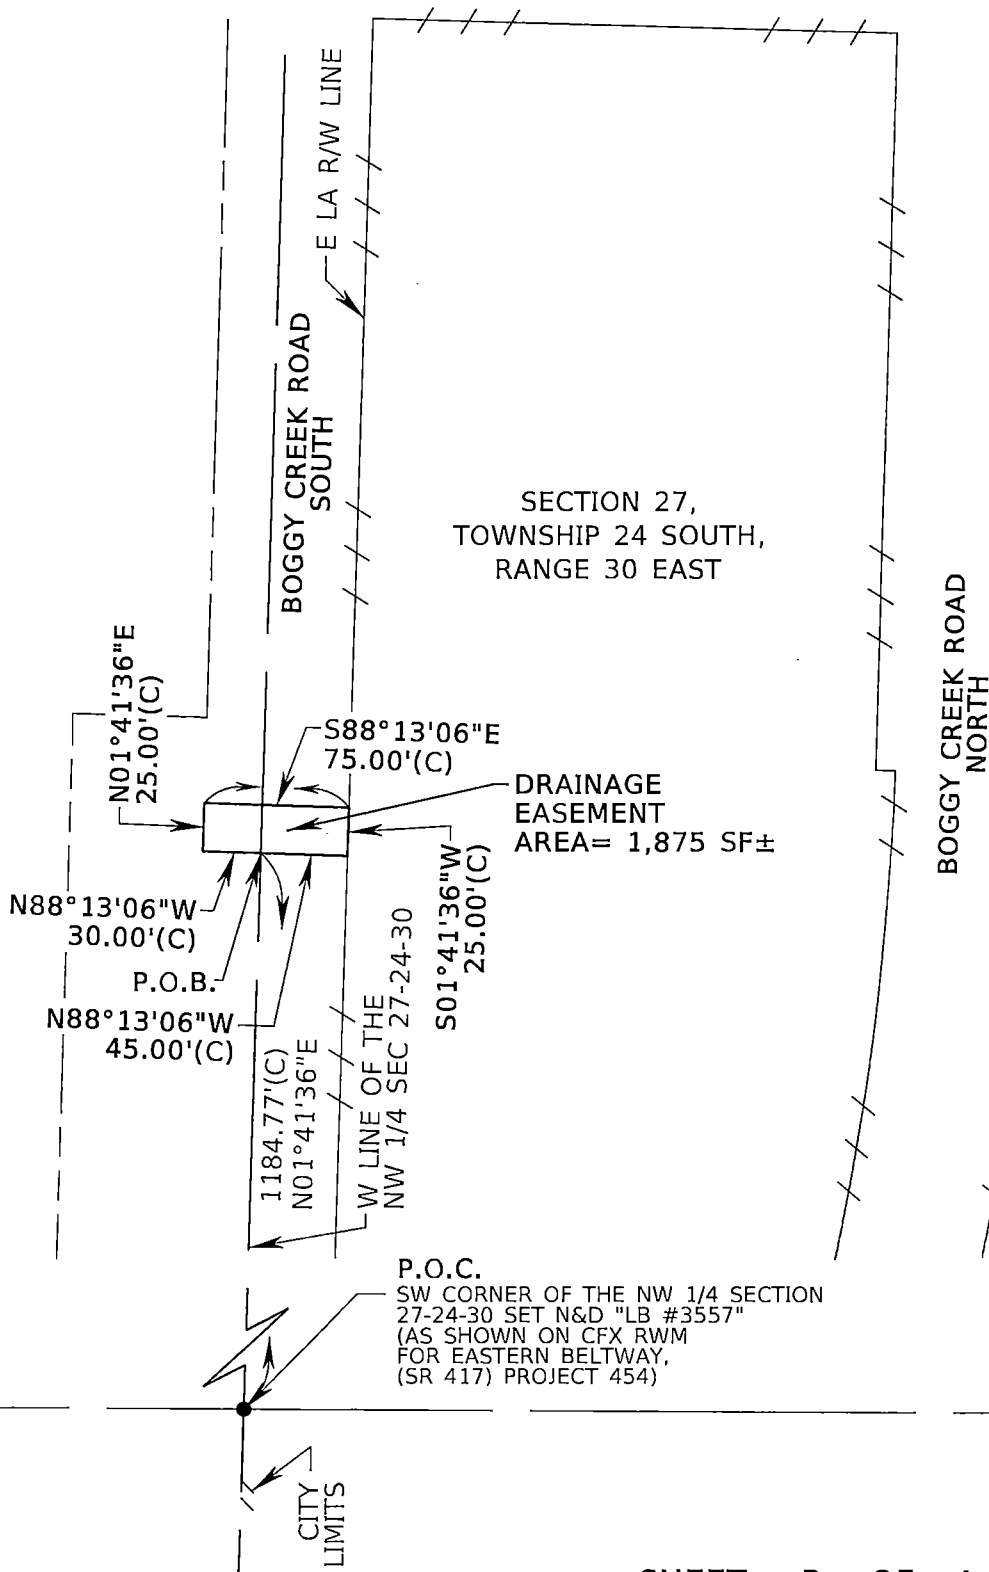 E LA R/W LINE
BOGGY CREEK ROAD
SOUTH
SECTION 27,
TOWNSHIP 24 SOUTH,
RANGE 30 EAST
BOGGY CREEK ROAD
NORTH
N01°41'36"E
25.00'(C)
S88°13'06"E
75.00'(C)
DRAINAGE
EASEMENT
AREA= 1,875 SF±
S01°41'36"W
25.00'(C)
N88°13'06"W
30.00'(C)
P.O.B.
N88°13'06"W
45.00'(C)
1184.77'(C)
N01°41'36"E
W LINE OF THE
NW 1/4 SEC 27-24-30
P.O.C.
SW CORNER OF THE NW 1/4 SECTION
27-24-30 SET N&D "LB #3557"
(AS SHOWN ON CFX RWM
FOR EASTERN BELTWAY,
(SR 417) PROJECT 454)
CITY
LIMITS